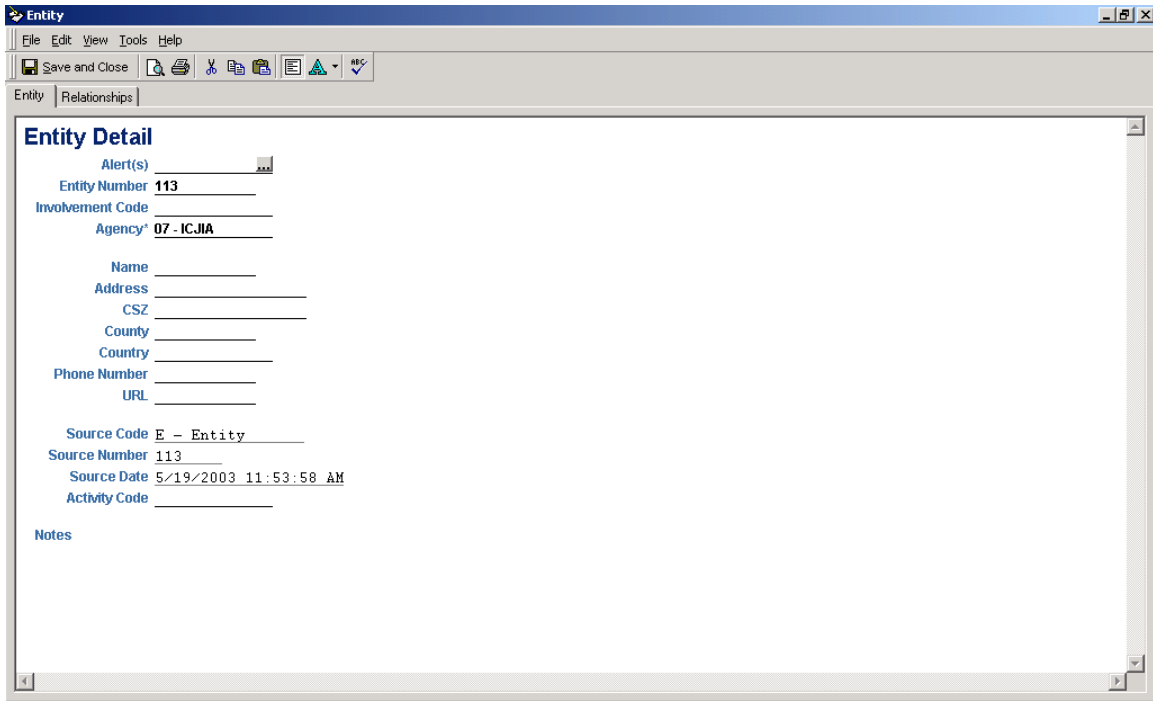 Entity
File Edit View Tools Help
Save and Close ABC
Entity Relationships
Entity Detail
Alert(s) ...
Entity Number 113
Involvement Code
Agency* 07 - ICJIA
Name
Address
CSZ
County
Country
Phone Number
URL
Source Code E – Entity
Source Number 113
Source Date 5/19/2003 11:53:58 AM
Activity Code
Notes